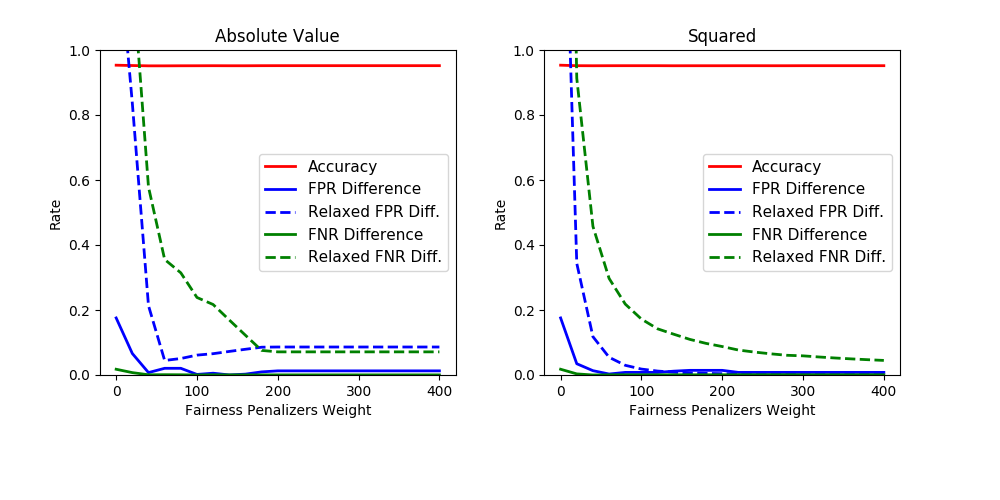 Absolute Value
1.0
0.8
0.6
0.4
0.2
0.0
Rate
Accuracy
FPR Difference
Relaxed FPR Diff.
FNR Difference
Relaxed FNR Diff.
0 100 200 300 400
Fairness Penalizers Weight
Squared
1.0
0.8
0.6
0.4
0.2
0.0
Rate
Accuracy
FPR Difference
Relaxed FPR Diff.
FNR Difference
Relaxed FNR Diff.
0 100 200 300 400
Fairness Penalizers Weight